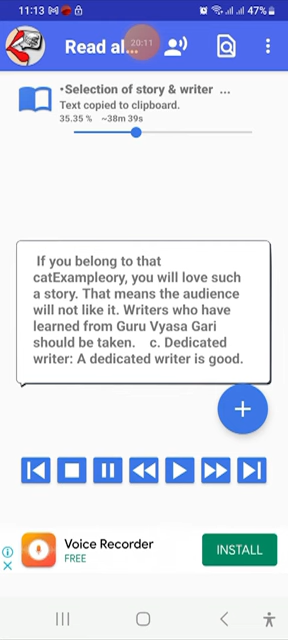 11:13 47%
Read al... 20:11
•Selection of story & writer ...
Text copied to clipboard.
35.35 % ~38m 39s
If you belong to that
catExampleory, you will love such
a story. That means the audience
will not like it. Writers who have
learned from Guru Vyasa Gari
should be taken. c. Dedicated
writer: A dedicated writer is good.
Voice Recorder
FREE
INSTALL